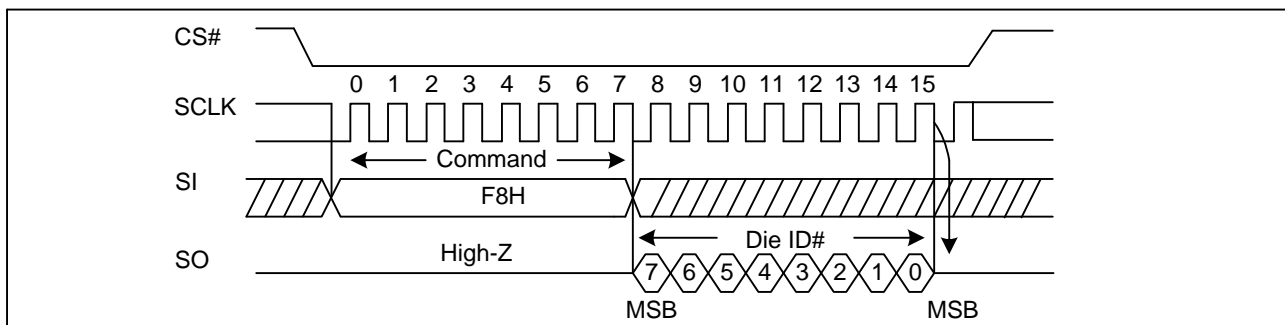 CS#
0 1 2 3 4 5 6 7 8 9 10 11 12 13 14 15
SCLK
Command
SI
F8H
Die ID#
SO
High-Z
7 6 5 4 3 2 1 0
MSB MSB